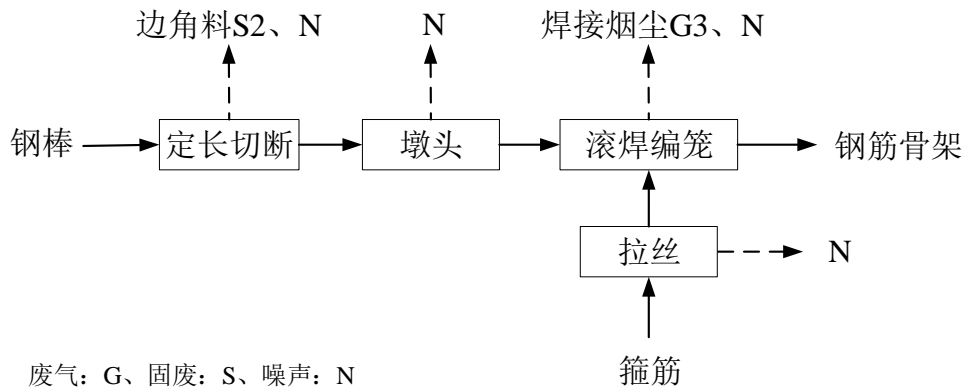 边角料S2、N
N
焊接烟尘G3、N
钢棒
定长切断
墩头
滚焊编笼
钢筋骨架
拉丝
N
箍筋
废气：G、固废：S、噪声：N